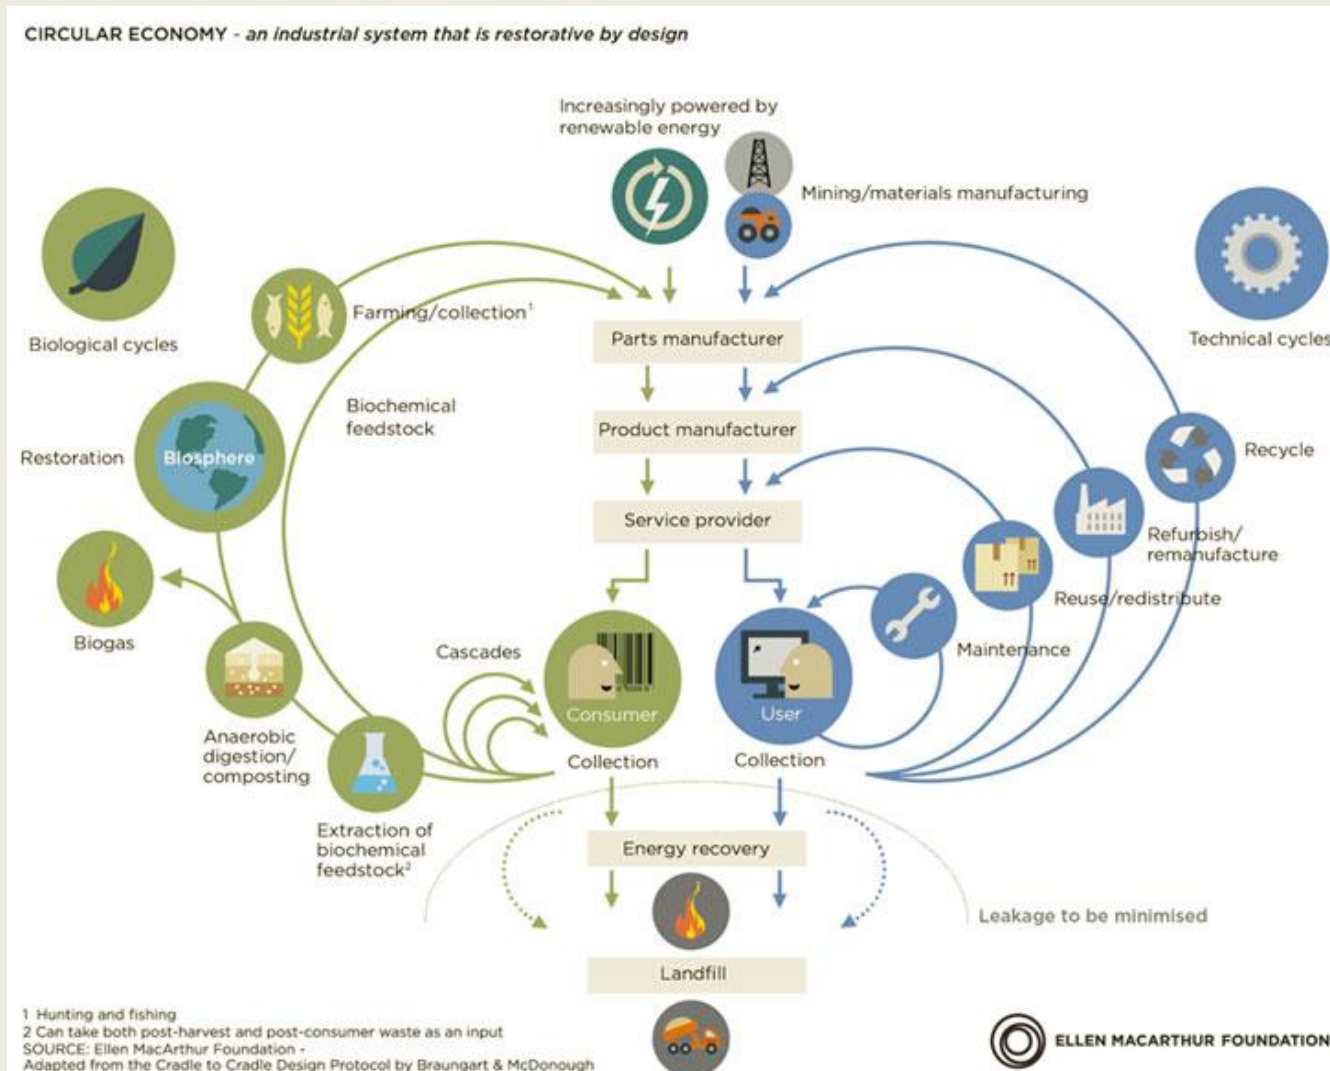 CIRCULAR ECONOMY - an industrial system that is restorative by design
Increasingly powered by
renewable energy
Mining/materials manufacturing
Biological cycles
Farming/collection¹
Technical cycles
Parts manufacturer
Biochemical
feedstock
Product manufacturer
Restoration
Biosphere
Recycle
Service provider
Refurbish/
remanufacture
Reuse/redistribute
Biogas
Cascades
Maintenance
Consumer
User
Anaerobic
digestion/
composting
Collection
Collection
Extraction of
biochemical
feedstock²
Energy recovery
Leakage to be minimised
Landfill
1 Hunting and fishing
2 Can take both post-harvest and post-consumer waste as an input
SOURCE: Ellen MacArthur Foundation -
Adapted from the Cradle to Cradle Design Protocol by Braungart & McDonough
ELLEN MACARTHUR FOUNDATION